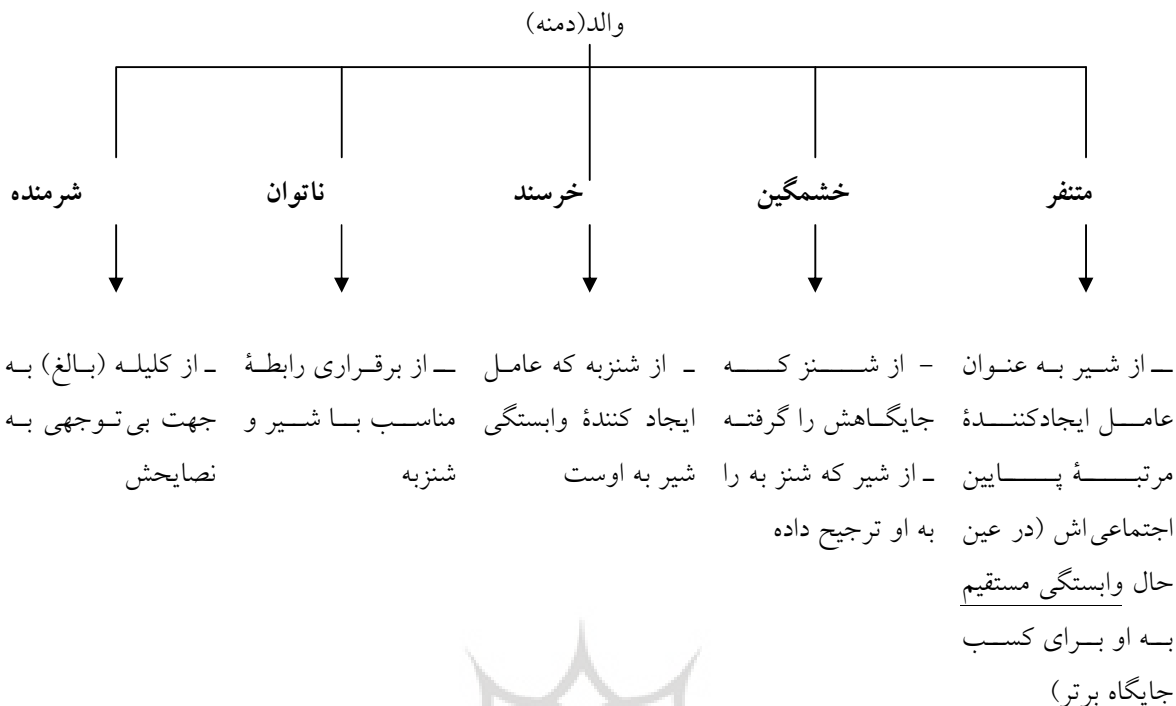 والد(دمنه)
متنفر
خشمگین
خرسند
ناتوان
شرمنده
ـ از شیر به عنوان
عامل ایجادکنندهٔ
مرتبهٔ پایین
اجتماعی‌اش (در عین
حال وابستگی مستقیم
به او برای کسب
جایگاه برتر)
- از شنز که
جایگاهش را گرفته
ـ از شیر که شنز به را
به او ترجیح داده
ـ از شنزبه که عامل
ایجاد کنندهٔ وابستگی
شیر به اوست
ـ از برقراری رابطهٔ
مناسب با شیر و
شنزبه
ـ از کلیله (بالغ) به
جهت بی‌توجهی به
نصایحش